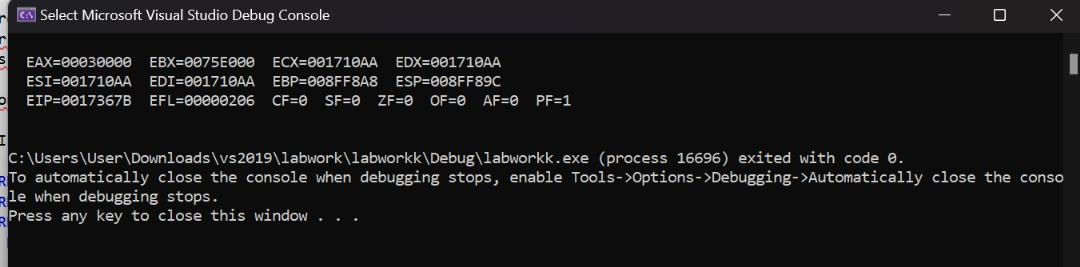 Select Microsoft Visual Studio Debug Console
EAX=00030000  EBX=0075E000  ECX=001710AA  EDX=001710AA
ESI=001710AA  EDI=001710AA  EBP=008FF8A8  ESP=008FF89C
EIP=0017367B  EFL=00000206  CF=0  SF=0  ZF=0  OF=0  AF=0  PF=1
C:\Users\User\Downloads\vs2019\labwork\labworkk\Debug\labworkk.exe (process 16696) exited with code 0.
To automatically close the console when debugging stops, enable Tools->Options->Debugging->Automatically close the conso
le when debugging stops.
Press any key to close this window . . .